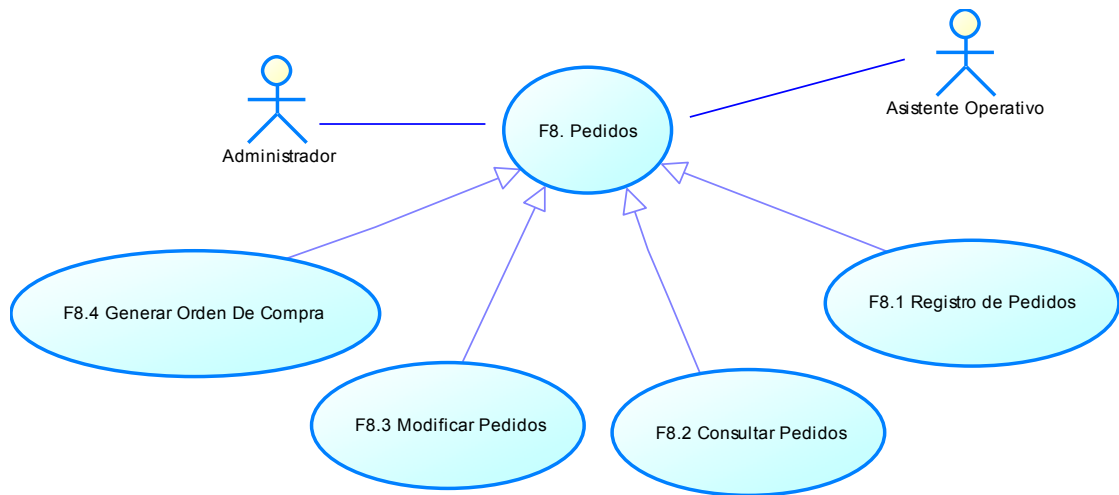 Asistente Operativo
Administrador
F8. Pedidos
F8.4 Generar Orden De Compra
F8.1 Registro de Pedidos
F8.3 Modificar Pedidos
F8.2 Consultar Pedidos